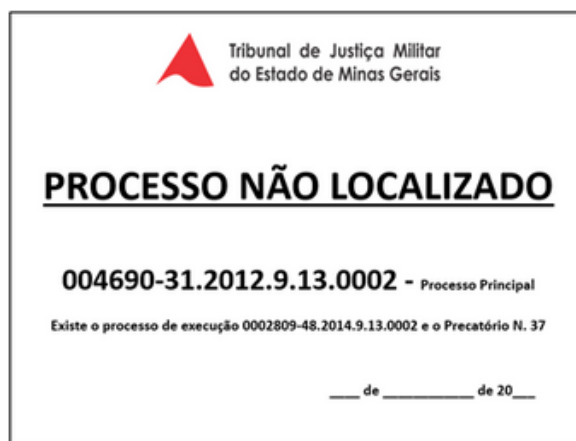 Tribunal de Justiça Militar
do Estado de Minas Gerais
PROCESSO NÃO LOCALIZADO
004690-31.2012.9.13.0002 - Processo Principal
Existe o processo de execução 0002809-48.2014.9.13.0002 e o Precatório N. 37
____ de _____________ de 20___